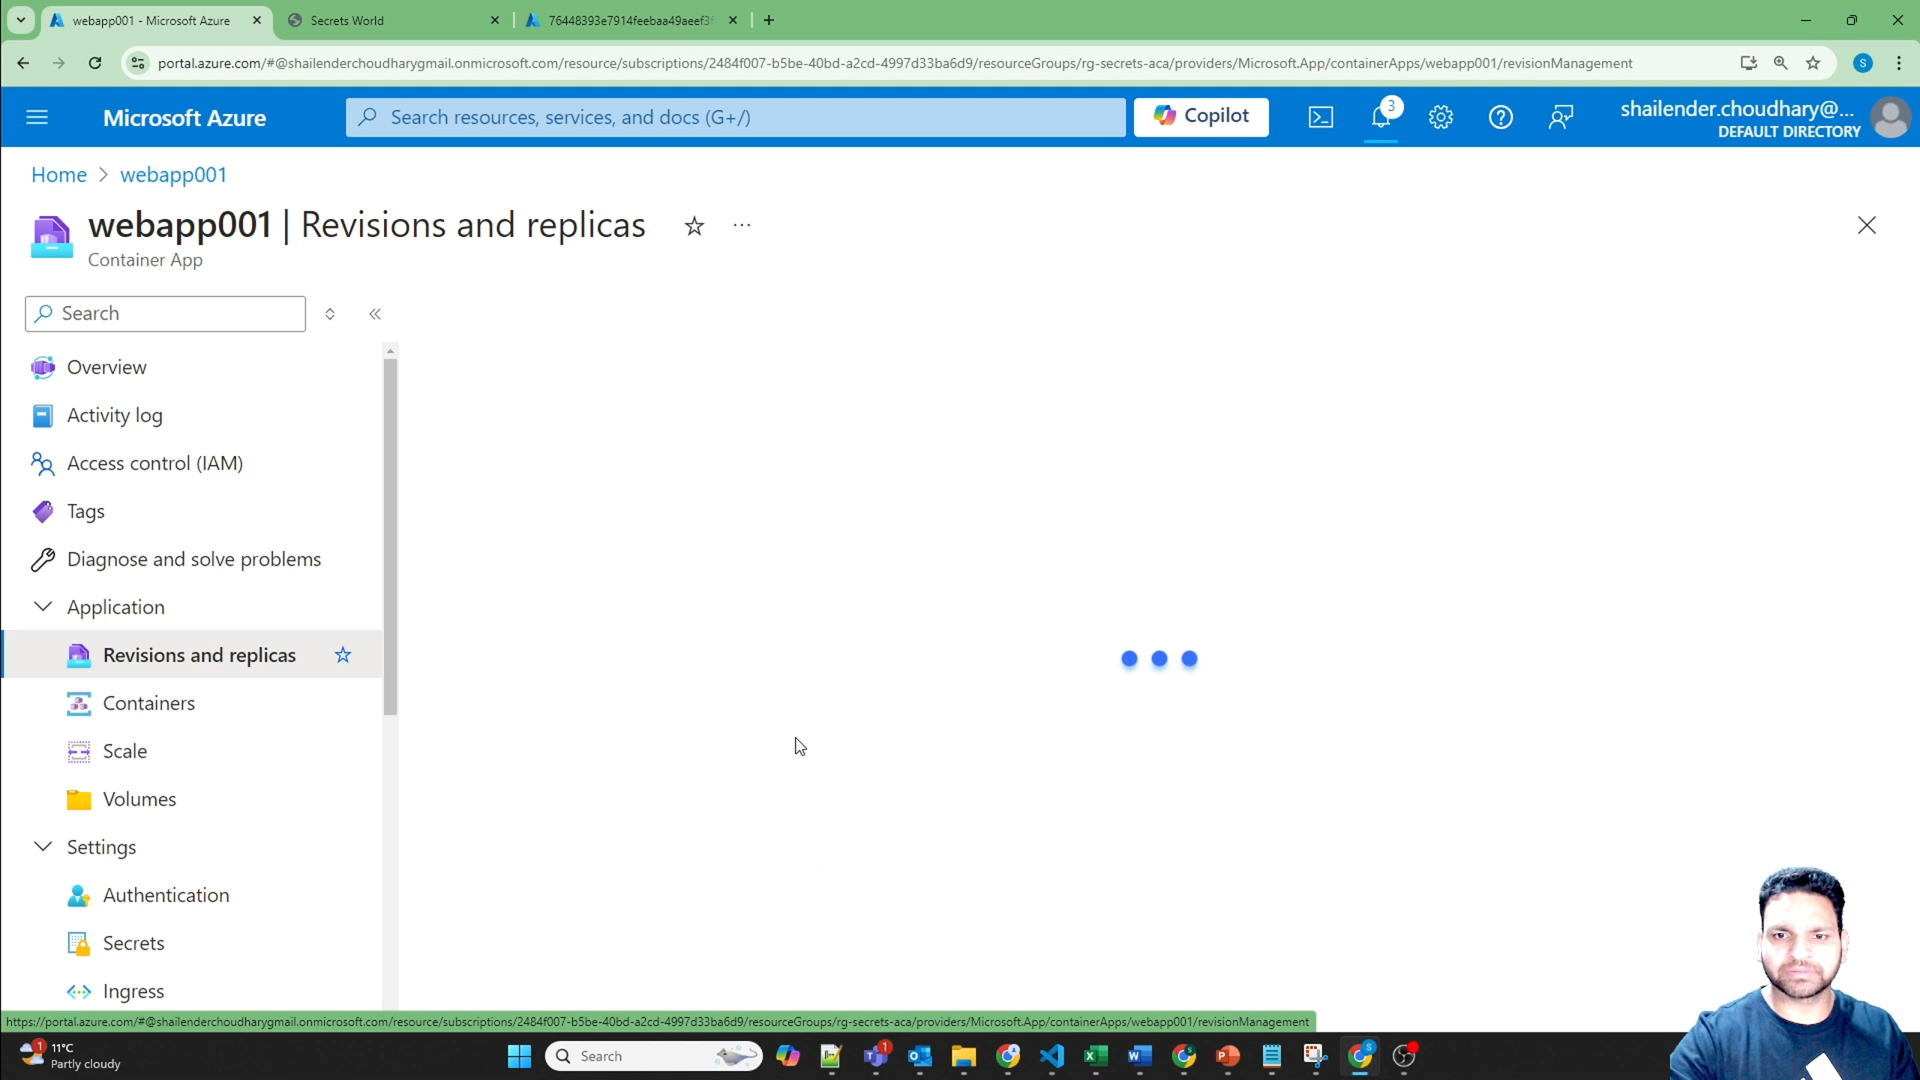 webapp001 - Microsoft Azure
Secrets World
76448393e7914feebaa49aeef3
portal.azure.com/#@shailenderchoudharygmail.onmicrosoft.com/resource/subscriptions/2484f007-b5be-40bd-a2cd-4997d33ba6d9/resourceGroups/rg-secrets-aca/providers/Microsoft.App/containerApps/webapp001/revisionManagement
S
Microsoft Azure
Search resources, services, and docs (G+/)
Copilot
3
shailender.choudhary@...
DEFAULT DIRECTORY
Home > webapp001
webapp001 | Revisions and replicas
Container App
Search
Overview
Activity log
Access control (IAM)
Tags
Diagnose and solve problems
Application
Revisions and replicas
Containers
Scale
Volumes
Settings
Authentication
Secrets
Ingress
https://portal.azure.com/#@shailenderchoudharygmail.onmicrosoft.com/resource/subscriptions/2484f007-b5be-40bd-a2cd-4997d33ba6d9/resourceGroups/rg-secrets-aca/providers/Microsoft.App/containerApps/webapp001/revisionManagement
1
11°C
Partly cloudy
Search
1